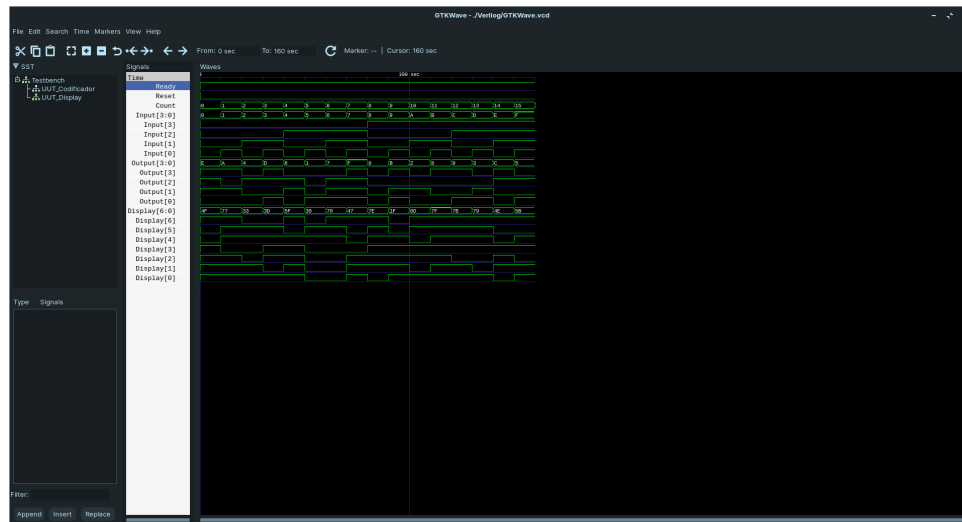 GTKWave - ./Verilog/GTKWave.vcd
File Edit Search Time Markers View Help
From: 0 sec To: 160 sec Marker: -- | Cursor: 160 sec
SST
Testbench
UUT_Codificador
UUT_Display
Type Signals
Filter:
Append Insert Replace
Signals
Time
Ready
Reset
Count
Input[3:0]
Input[3]
Input[2]
Input[1]
Input[0]
Output[3:0]
Output[3]
Output[2]
Output[1]
Output[0]
Display[6:0]
Display[6]
Display[5]
Display[4]
Display[3]
Display[2]
Display[1]
Display[0]
Waves
100 sec
0 1 2 3 4 5 6 7 8 9 10 11 12 13 14 15
0 1 2 3 4 5 6 7 8 9 A B C D E F
E A 4 D 6 1 7 F 0 B 2 8 9 3 C 5
4F 77 33 3D 5F 30 70 47 7E 1F 6D 7F 7B 79 4E 5B